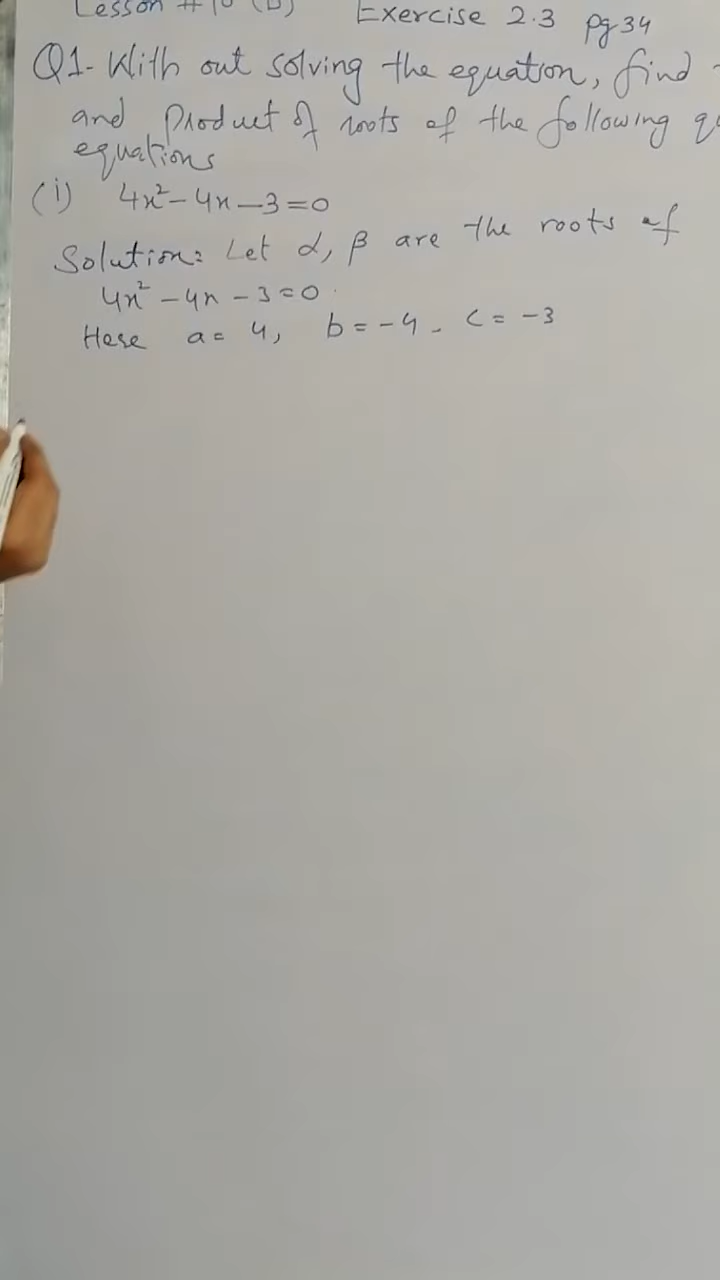 Lesson #10 (b) Exercise 2.3 pg 34
Q1- With out solving the equation, find
and Product of roots of the following
equations
(i) 4x²-4x-3=0
Solution: Let α, β are the roots of
4x²-4x-3=0
Here a=4, b=-4, c=-3